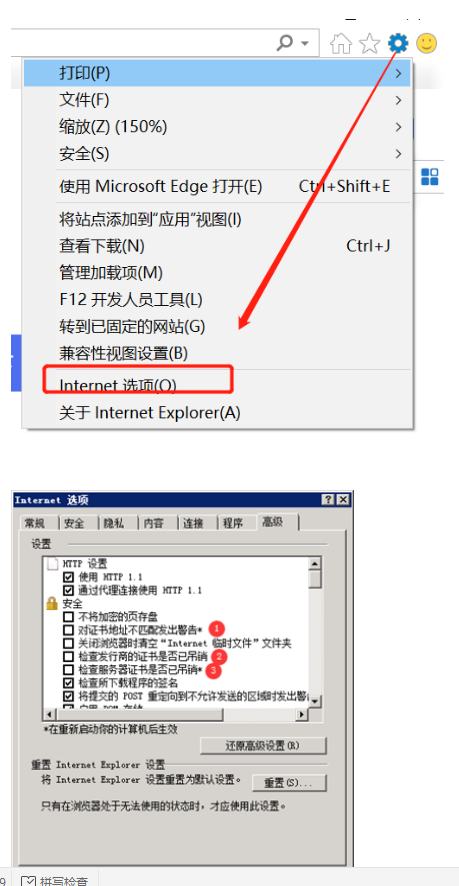 打印(P)
文件(F)
缩放(Z) (150%)
安全(S)
使用 Microsoft Edge 打开(E) Ctrl+Shift+E
将站点添加到“应用”视图(I)
查看下载(N) Ctrl+J
管理加载项(M)
F12 开发人员工具(L)
转到已固定的网站(G)
兼容性视图设置(B)
Internet 选项(O)
关于 Internet Explorer(A)
Internet 选项
常规 安全 隐私 内容 连接 程序 高级
设置
HTTP 设置
使用 HTTP 1.1
通过代理连接使用 HTTP 1.1
安全
不将加密的页存盘
对证书地址不匹配发出警告* 1
关闭浏览器时清空“Internet 临时文件”文件夹
检查发行商的证书是否已吊销 2
检查服务器证书是否已吊销* 3
检查所下载程序的签名
将提交的 POST 重定向到不允许发送的区域时发出警
*在重新启动你的计算机后生效
还原高级设置(R)
重置 Internet Explorer 设置
将 Internet Explorer 设置重置为默认设置。 重置(S)...
只有在浏览器处于无法使用的状态时，才应使用此设置。
9 拼写检查